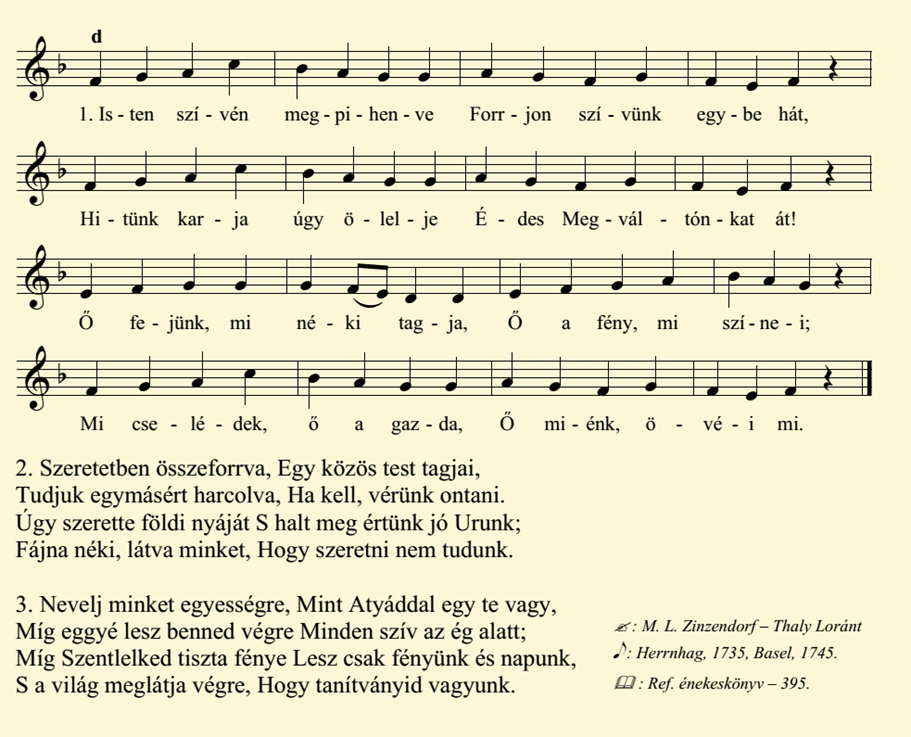 d
1. Is - ten szí - vén meg - pi - hen - ve Forr - jon szí - vünk egy - be hát,
Hi - tünk kar - ja úgy ö - lel - je É - des Meg - vál - tón - kat át!
Ő fe - jünk, mi né - ki tag - ja, Ő a fény, mi szí - ne - i;
Mi cse - lé - dek, ő a gaz - da, Ő mi - énk, ö - vé - i mi.
2. Szeretetben összeforrva, Egy közös test tagjai,
Tudjuk egymásért harcolva, Ha kell, vérünk ontani.
Úgy szerette földi nyáját S halt meg értünk jó Urunk;
Fájna néki, látva minket, Hogy szeretni nem tudunk.
3. Nevelj minket egyességre, Mint Atyáddal egy te vagy,
Míg eggyé lesz benned végre Minden szív az ég alatt;
Míg Szentlelked tiszta fénye Lesz csak fényünk és napunk,
S a világ meglátja végre, Hogy tanítványid vagyunk.
: M. L. Zinzendorf – Thaly Loránt
: Herrnhag, 1735, Basel, 1745.
: Ref. énekeskönyv – 395.